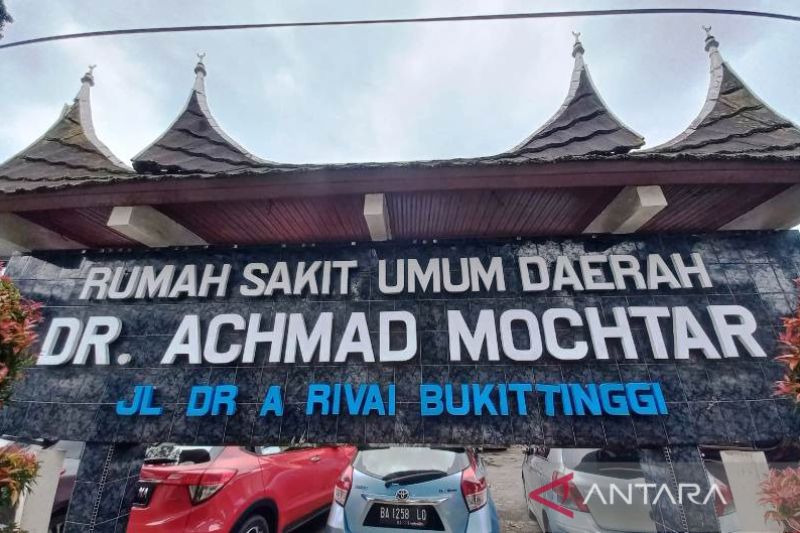 RUMAH SAKIT UMUM DAERAH
DR. ACHMAD MOCHTAR
JL DR A RIVAI BUKITTINGGI
BA 1258 LO
ANTARA